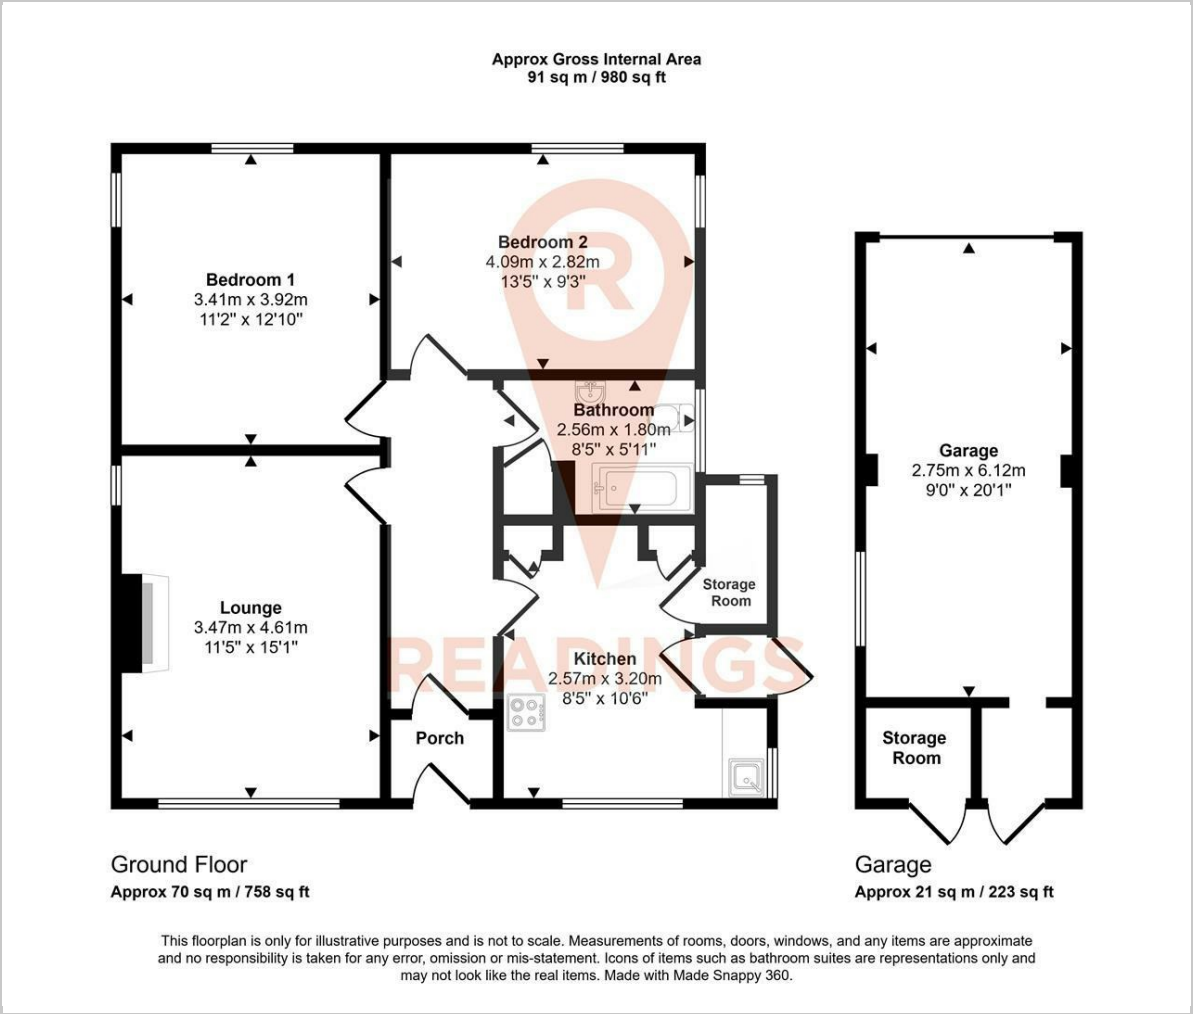 Approx Gross Internal Area
91 sq m / 980 sq ft
Bedroom 1
3.41m x 3.92m
11'2" x 12'10"
Bedroom 2
4.09m x 2.82m
13'5" x 9'3"
R
Bathroom
2.56m x 1.80m
8'5" x 5'11"
Storage
Room
Lounge
3.47m x 4.61m
11'5" x 15'1"
READINGS
Kitchen
2.57m x 3.20m
8'5" x 10'6"
Porch
Garage
2.75m x 6.12m
9'0" x 20'1"
Storage
Room
Ground Floor
Approx 70 sq m / 758 sq ft
Garage
Approx 21 sq m / 223 sq ft
This floorplan is only for illustrative purposes and is not to scale. Measurements of rooms, doors, windows, and any items are approximate
and no responsibility is taken for any error, omission or mis-statement. Icons of items such as bathroom suites are representations only and
may not look like the real items. Made with Made Snappy 360.